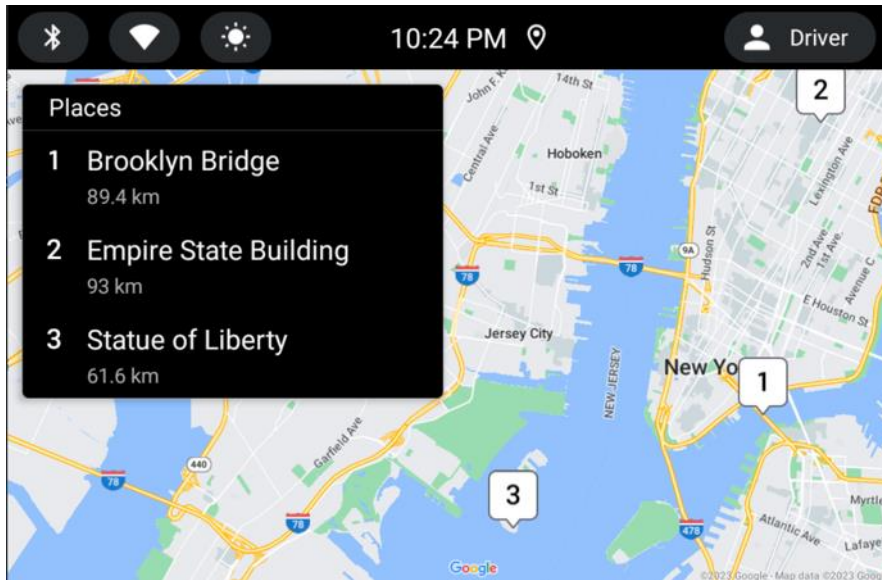 10:24 PM
Driver
Places
1 Brooklyn Bridge
89.4 km
2 Empire State Building
93 km
3 Statue of Liberty
61.6 km
14th St
Central Ave
Hoboken
1st St
2
Lexington Ave
FDR
78
78
9A
Hudson St
2nd Ave.
1st Ave.
Avenue C
E Houston St
Jersey City
NEW JERSEY
New Yo
1
Garfield Ave
440
78
78
3
478
Atlantic Ave
Myrtle
Lafaye
Google
©2023 Google - Map data ©2023 Goog